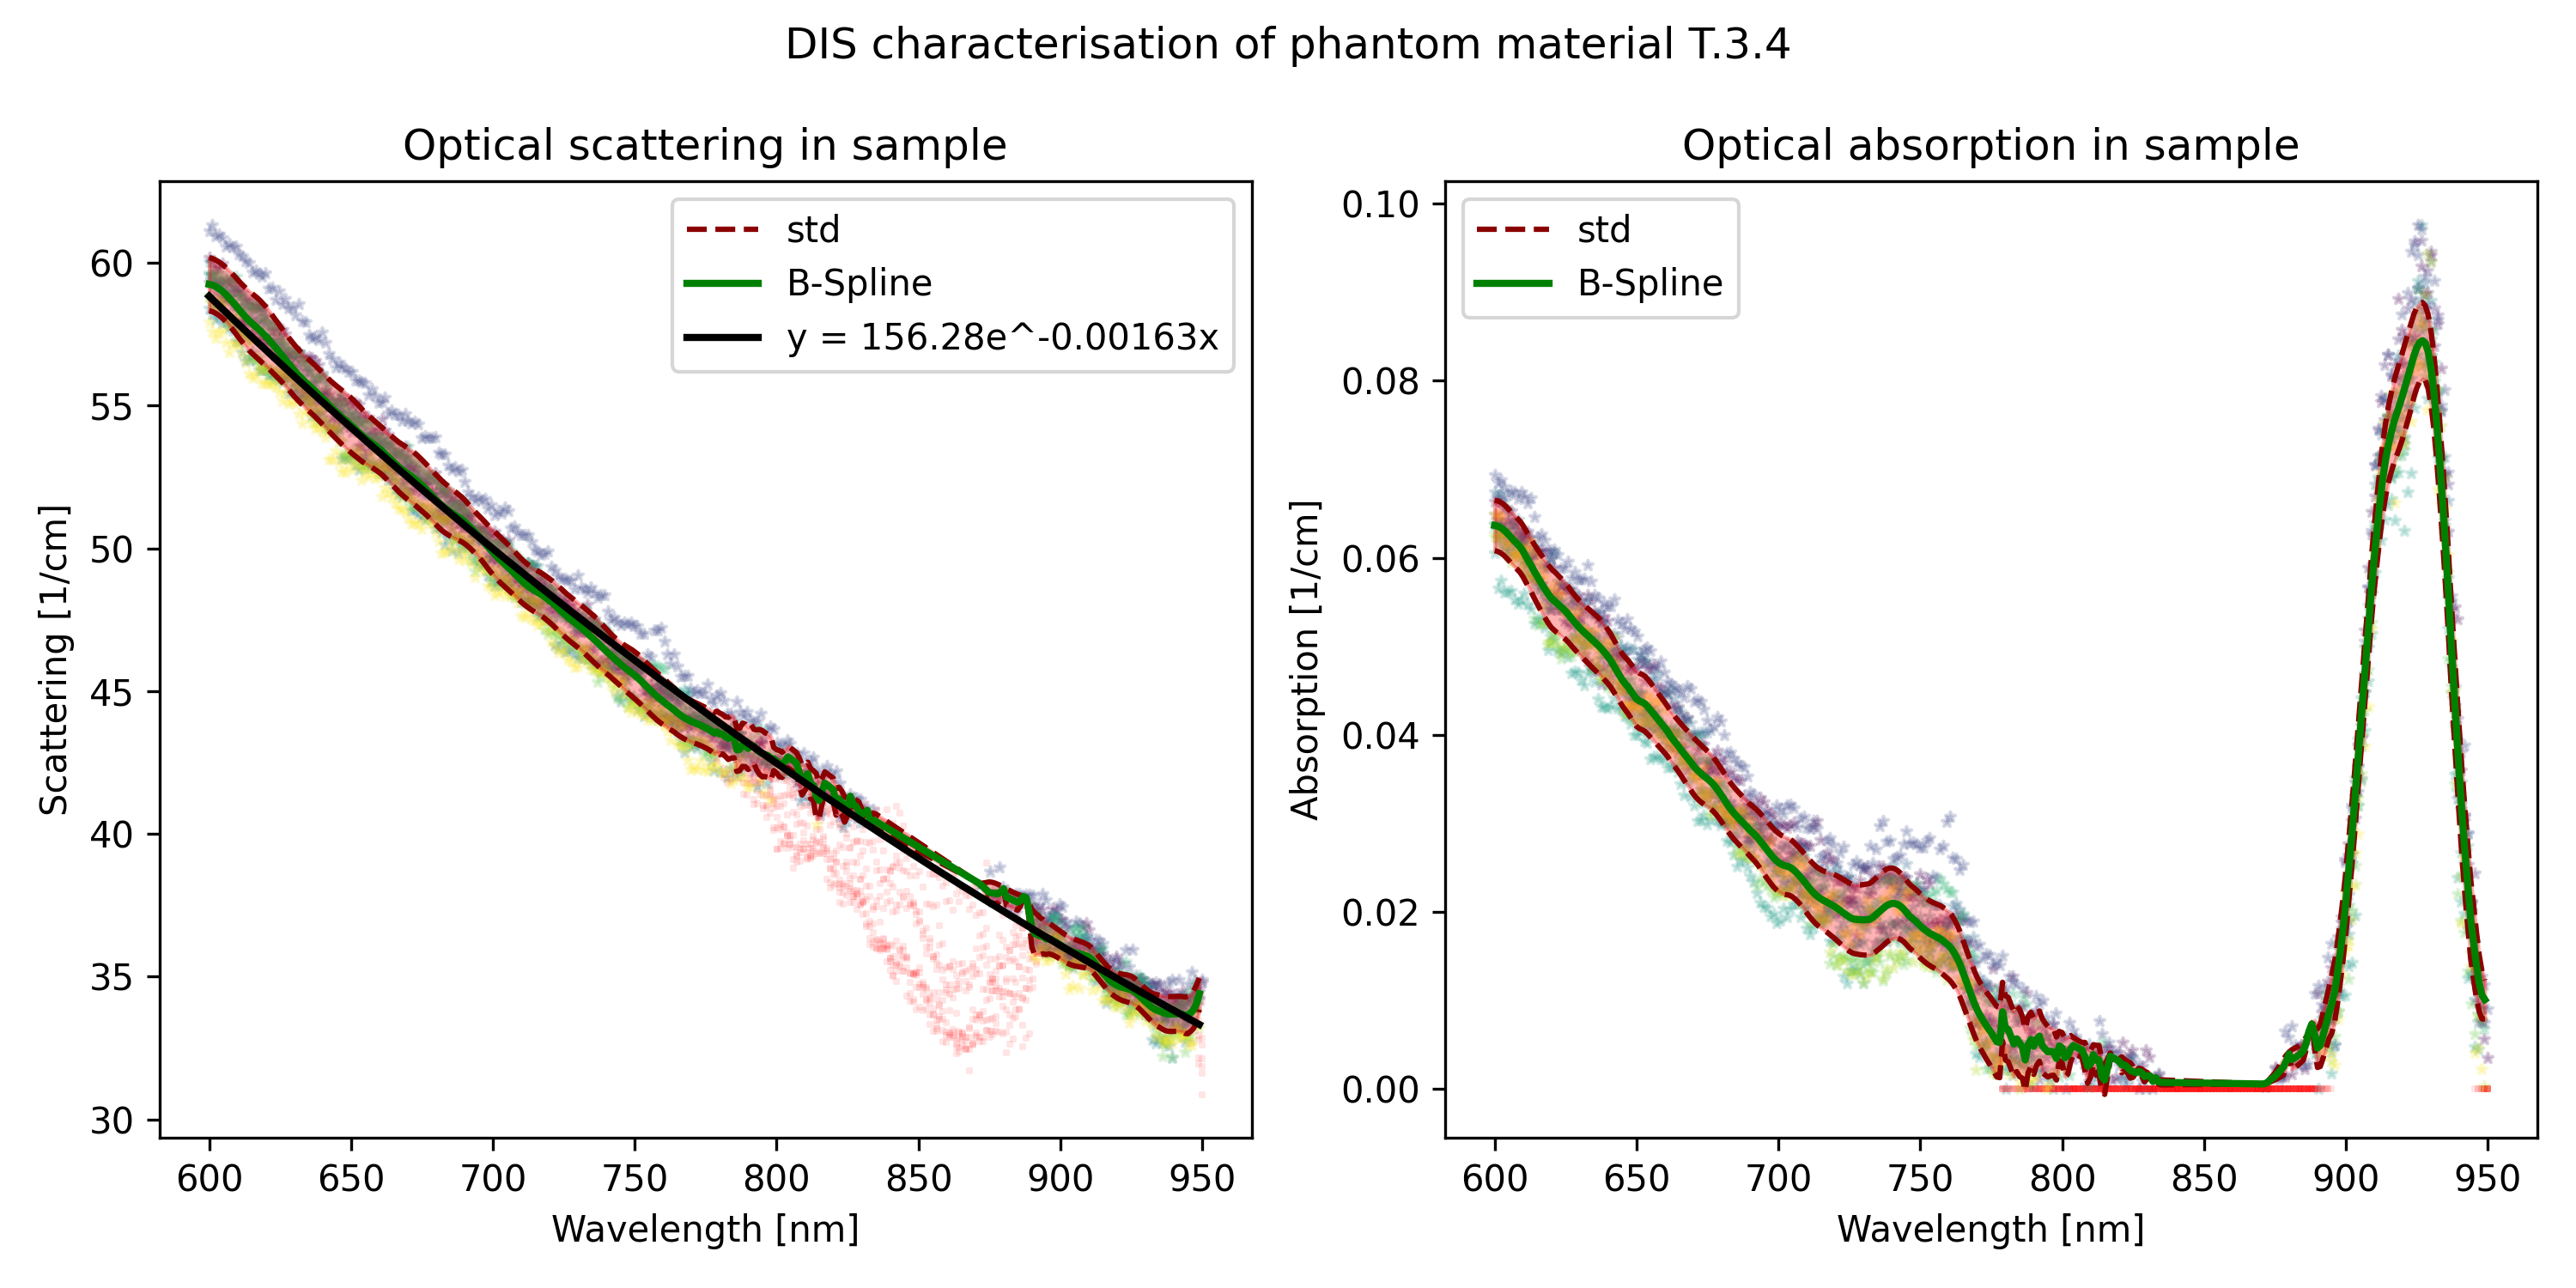 DIS characterisation of phantom material T.3.4
Optical scattering in sample
std
B-Spline
y = 156.28e^-0.00163x
Scattering [1/cm]
60
55
50
45
40
35
30
600 650 700 750 800 850 900 950
Wavelength [nm]
Optical absorption in sample
std
B-Spline
Absorption [1/cm]
0.10
0.08
0.06
0.04
0.02
0.00
600 650 700 750 800 850 900 950
Wavelength [nm]